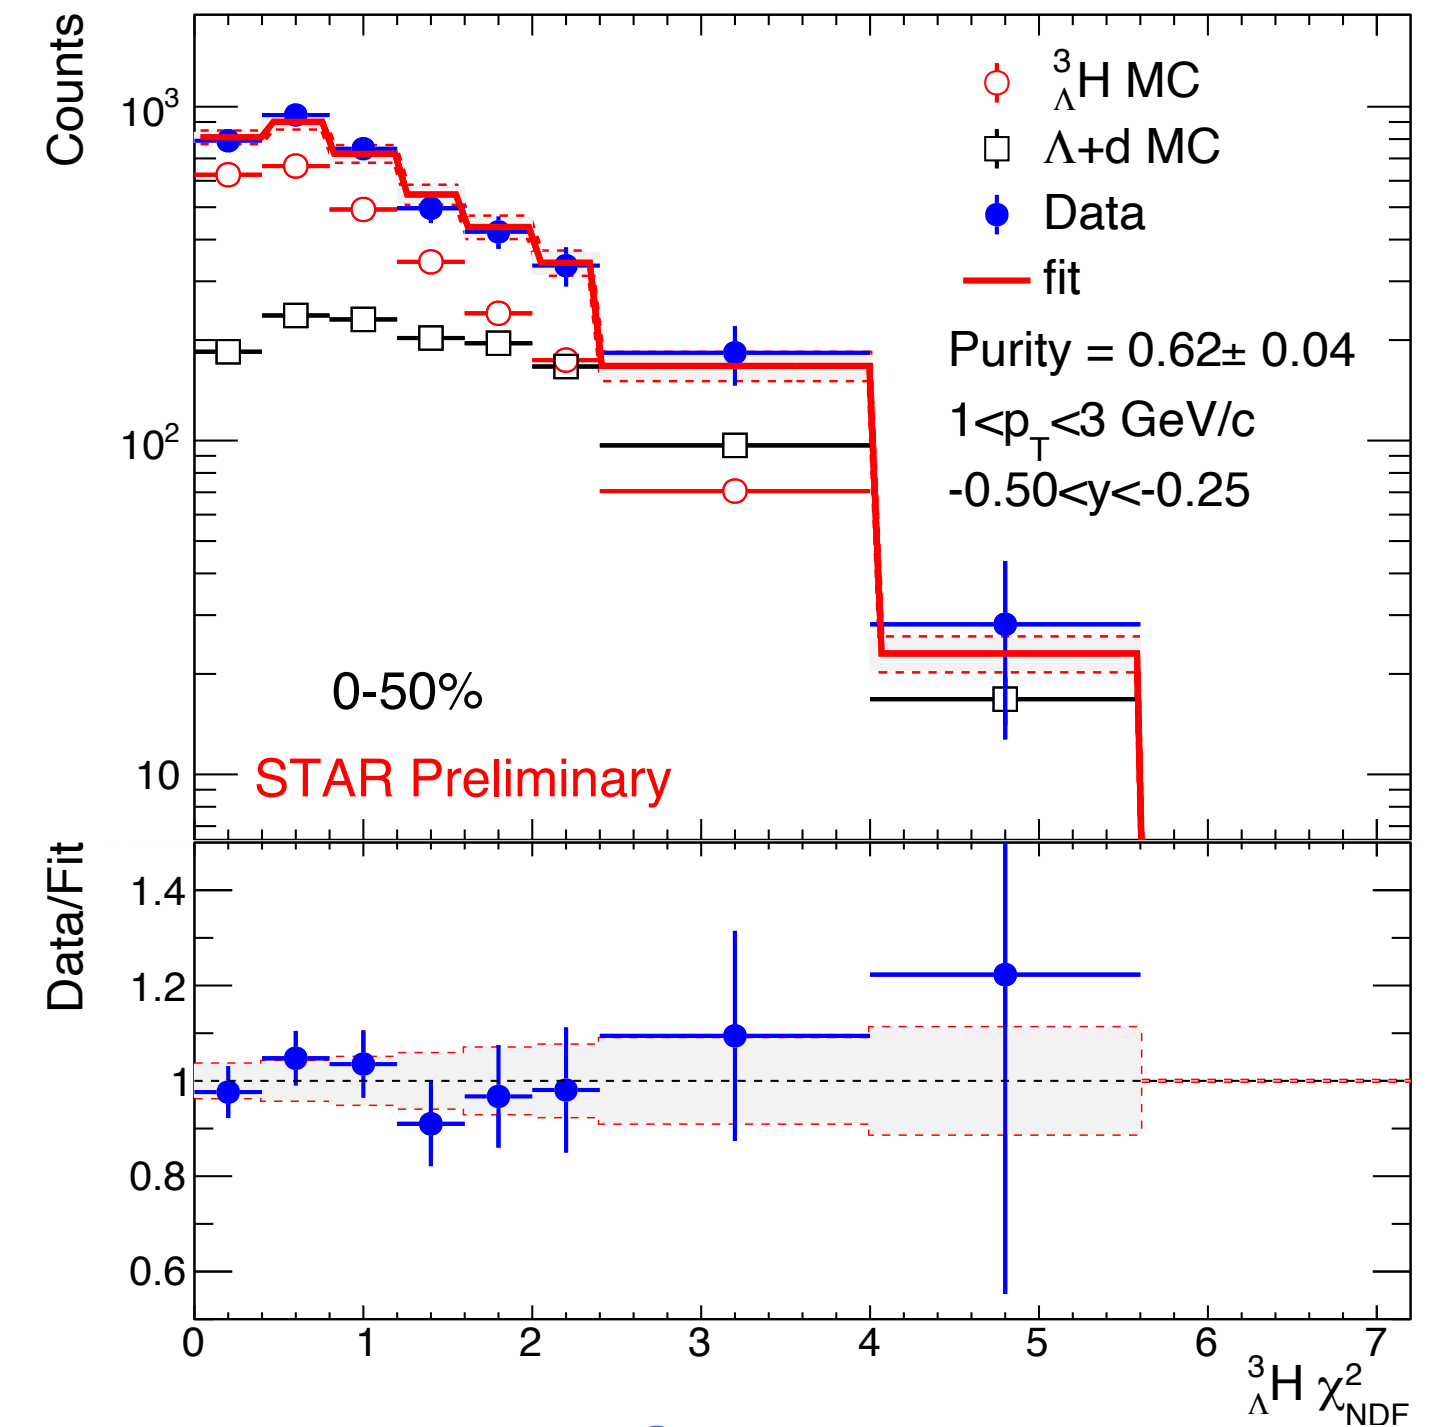 Counts
10³
10²
10
³ΛH MC
Λ+d MC
Data
fit
Purity = 0.62± 0.04
1<p_T<3 GeV/c
-0.50<y<-0.25
0-50%
STAR Preliminary
Data/Fit
1.4
1.2
1
0.8
0.6
0 1 2 3 4 5 6 7
³ΛH χ²NDF